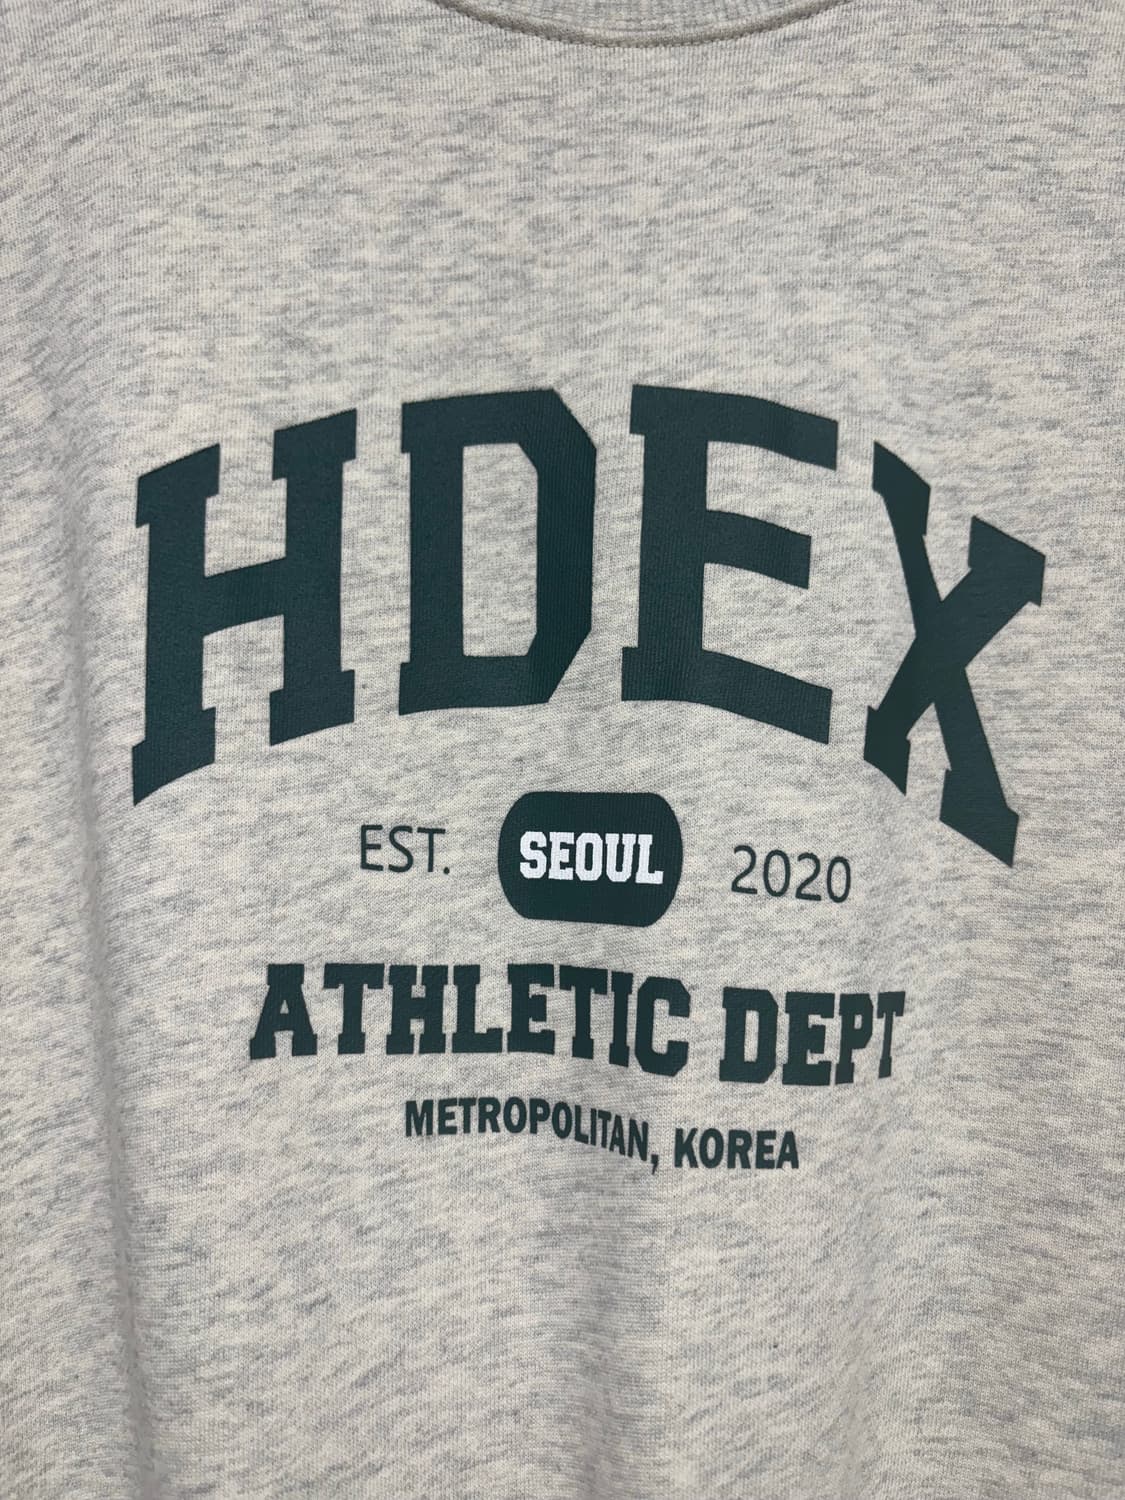 HDEX
EST. SEOUL 2020
ATHLETIC DEPT
METROPOLITAN, KOREA